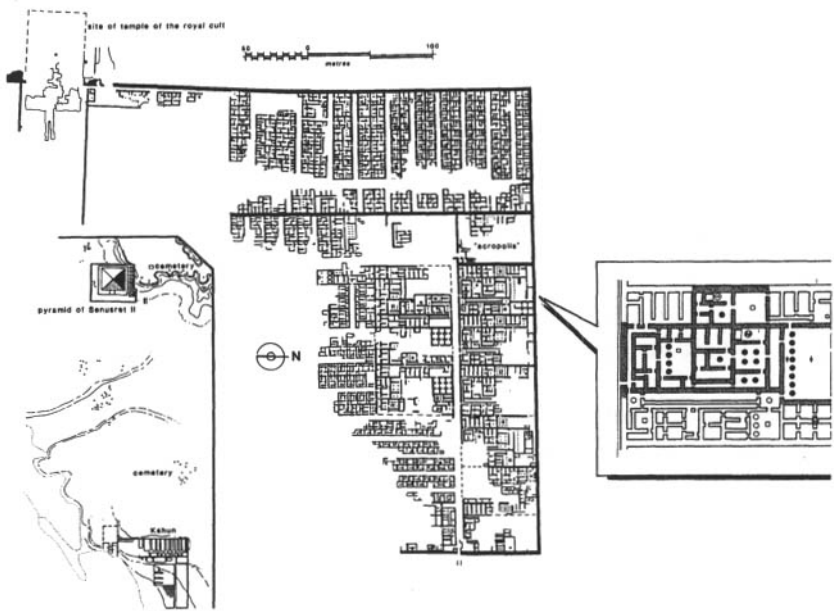 site of temple of the royal cult
50 0 100
metres
"acropolis"
cemetery
pyramid of Senusret II
N
cemetery
Kahun